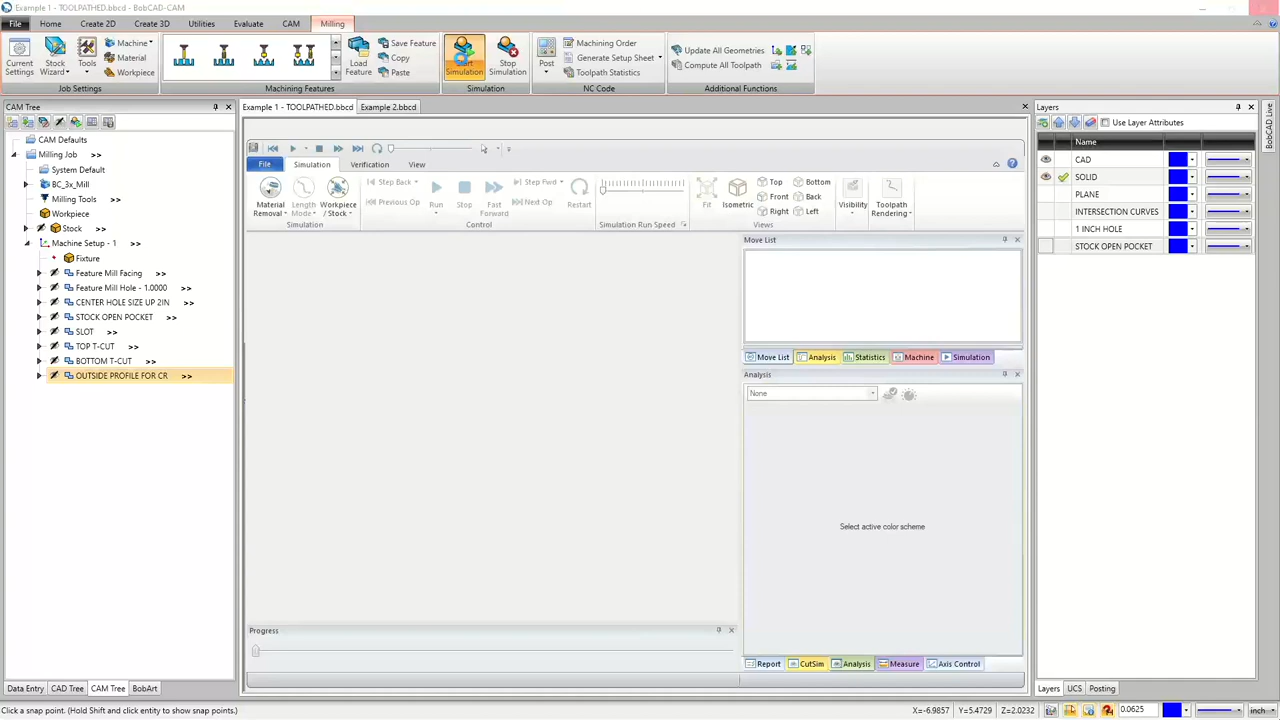 Example 1 - TOOLPATHED.bbcd - BobCAD-CAM
File Home Create 2D Create 3D Utilities Evaluate CAM Milling
Current Settings Stock Wizard Tools Machine Material Workpiece
Job Settings
Machining Features
Load Feature Save Feature Copy Paste
Start Simulation Stop Simulation
Simulation
Post Machining Order Generate Setup Sheet Toolpath Statistics
NC Code
Update All Geometries Compute All Toolpath
Additional Functions
CAM Tree
CAM Defaults
Milling Job >>
System Default
BC_3x_Mill
Milling Tools >>
Workpiece
Stock >>
Machine Setup - 1 >>
Fixture
Feature Mill Facing >>
Feature Mill Hole - 1.0000 >>
CENTER HOLE SIZE UP 2IN >>
STOCK OPEN POCKET >>
SLOT >>
TOP T-CUT >>
BOTTOM T-CUT >>
OUTSIDE PROFILE FOR CR >>
Data Entry CAD Tree CAM Tree BobArt
Example 1 - TOOLPATHED.bbcd Example 2.bbcd
File Simulation Verification View
Material Removal Length Mode Workpiece / Stock
Simulation
Step Back Previous Op Run Stop Fast Forward Step Fwd Next Op Restart
Control
Simulation Run Speed
Fit Isometric Top Front Right Bottom Back Left
Views
Visibility Toolpath Rendering
Move List
Move List Analysis Statistics Machine Simulation
Analysis
None
Select active color scheme
Progress
Report CutSim Analysis Measure Axis Control
Layers
Use Layer Attributes
Name
CAD
SOLID
PLANE
INTERSECTION CURVES
1 INCH HOLE
STOCK OPEN POCKET
BobCAD Live
Layers UCS Posting
Click a snap point. (Hold Shift and click entity to show snap points.)
X=-6.9857 Y=5.4729 Z=2.0232 0.0625 inch